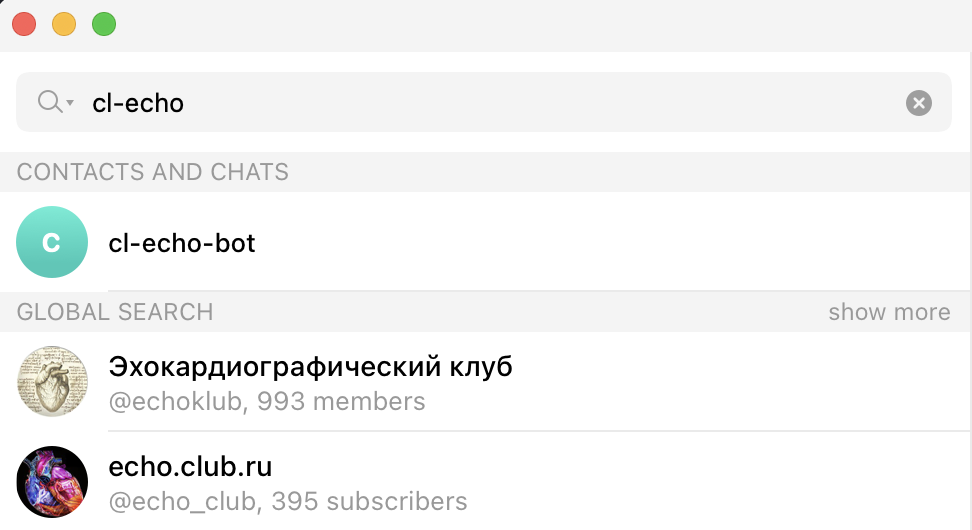 cl-echo
CONTACTS AND CHATS
C
cl-echo-bot
GLOBAL SEARCH show more
Эхокардиографический клуб
@echoklub, 993 members
echo.club.ru
@echo_club, 395 subscribers